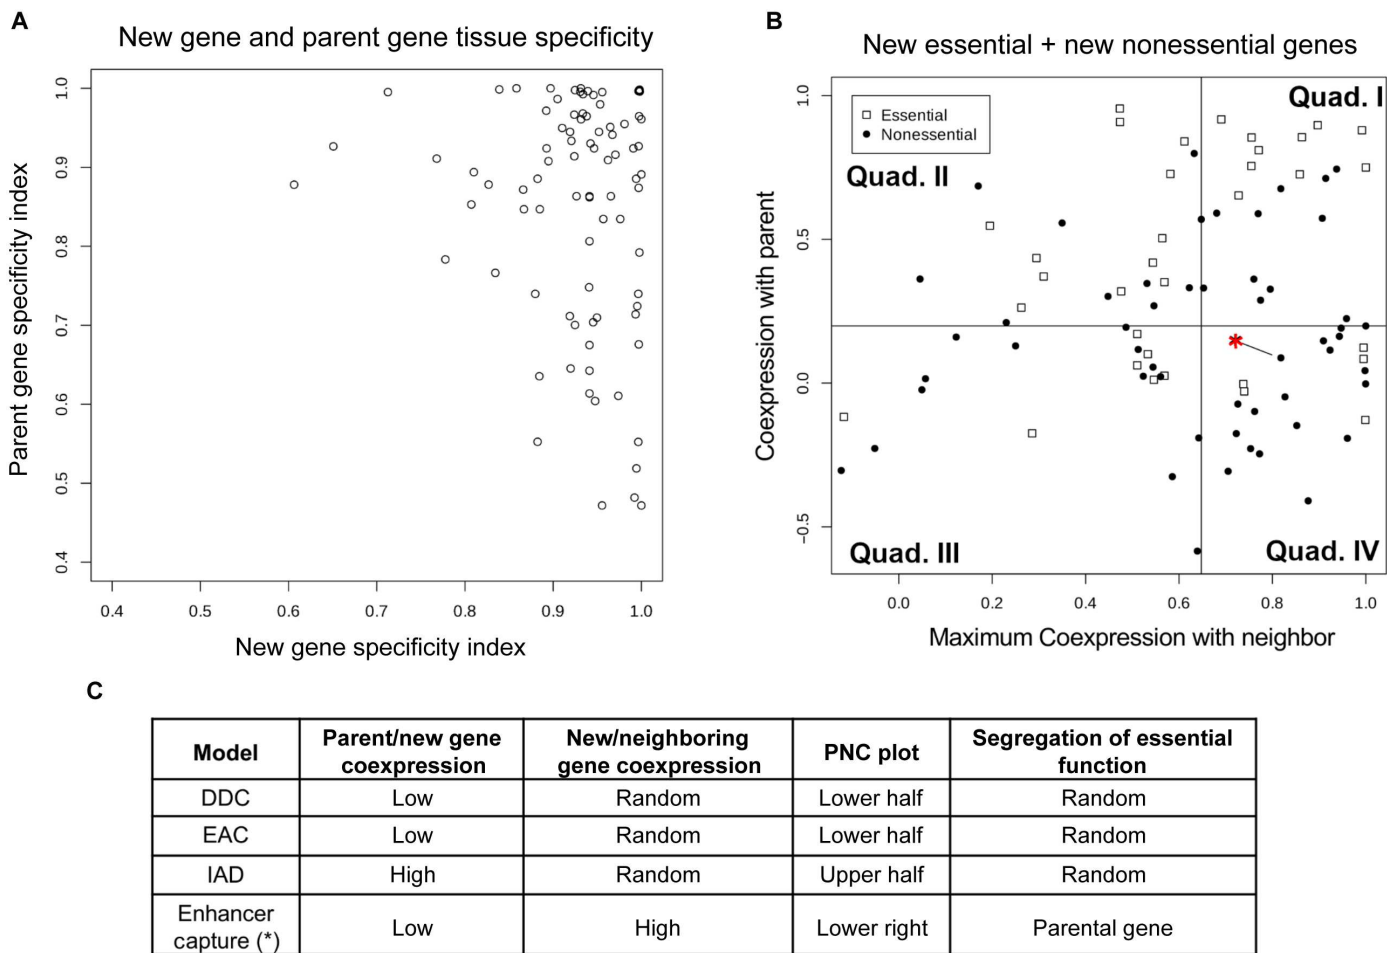 A
New gene and parent gene tissue specificity
Parent gene specificity index
1.0
0.9
0.8
0.7
0.6
0.5
0.4
0.4 0.5 0.6 0.7 0.8 0.9 1.0
New gene specificity index
B
New essential + new nonessential genes
Coexpression with parent
1.0
0.5
0.0
−0.5
Essential
Nonessential
Quad. I
Quad. II
Quad. III
Quad. IV
*
0.0 0.2 0.4 0.6 0.8 1.0
Maximum Coexpression with neighbor
C
Model
Parent/new gene
coexpression
New/neighboring
gene coexpression
PNC plot
Segregation of essential
function
DDC Low Random Lower half Random
EAC Low Random Lower half Random
IAD High Random Upper half Random
Enhancer
capture (*)
Low High Lower right Parental gene